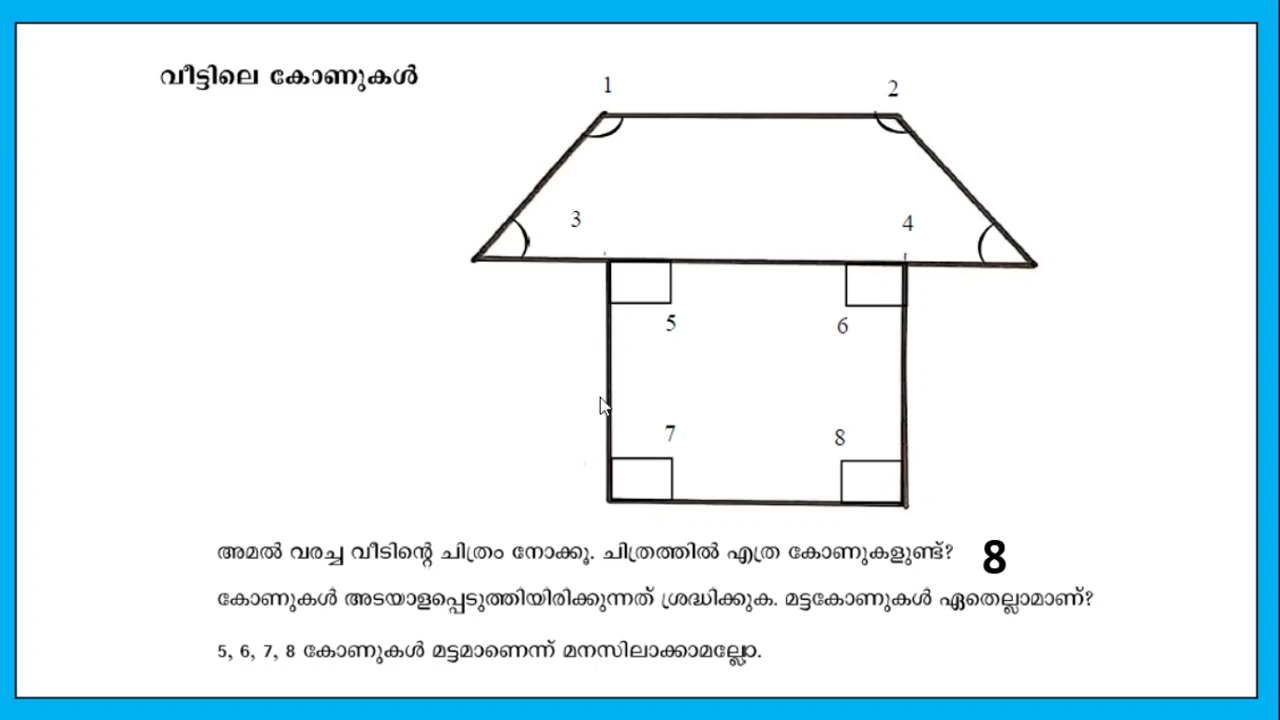 വീട്ടിലെ കോണുകൾ
1 2
3 4
5 6
7 8
അമൽ വരച്ച വീടിന്റെ ചിത്രം നോക്കൂ. ചിത്രത്തിൽ എത്ര കോണുകളുണ്ട്? 8
കോണുകൾ അടയാളപ്പെടുത്തിയിരിക്കുന്നത് ശ്രദ്ധിക്കുക. മട്ടകോണുകൾ ഏതെല്ലാമാണ്?
5, 6, 7, 8 കോണുകൾ മട്ടമാണെന്ന് മനസിലാക്കാമല്ലോ.